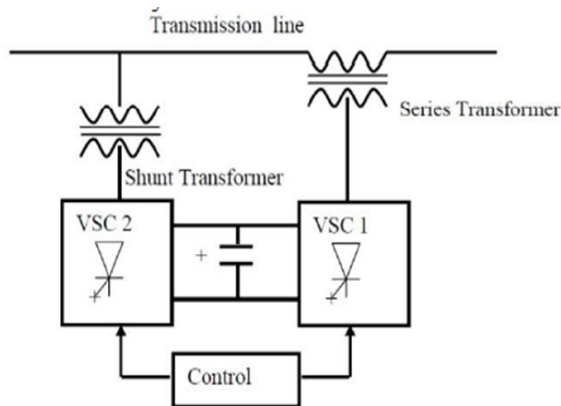 Transmission line
Series Transformer
Shunt Transformer
VSC 2
VSC 1
+
Control